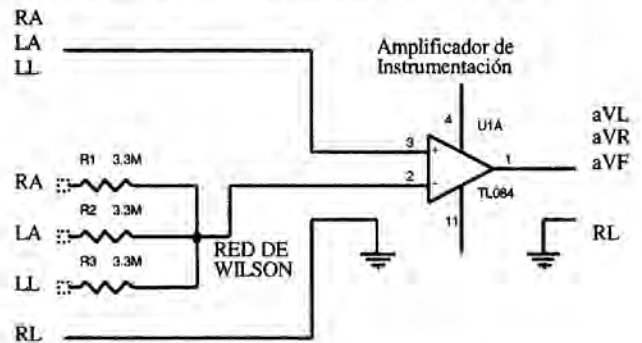 RA
LA
LL
Amplificador de
Instrumentación
4
U1A
3
+
2
-
1
TL084
11
aVL
aVR
aVF
R1 3.3M
RA
R2 3.3M
LA
R3 3.3M
LL
RED DE
WILSON
RL
RL